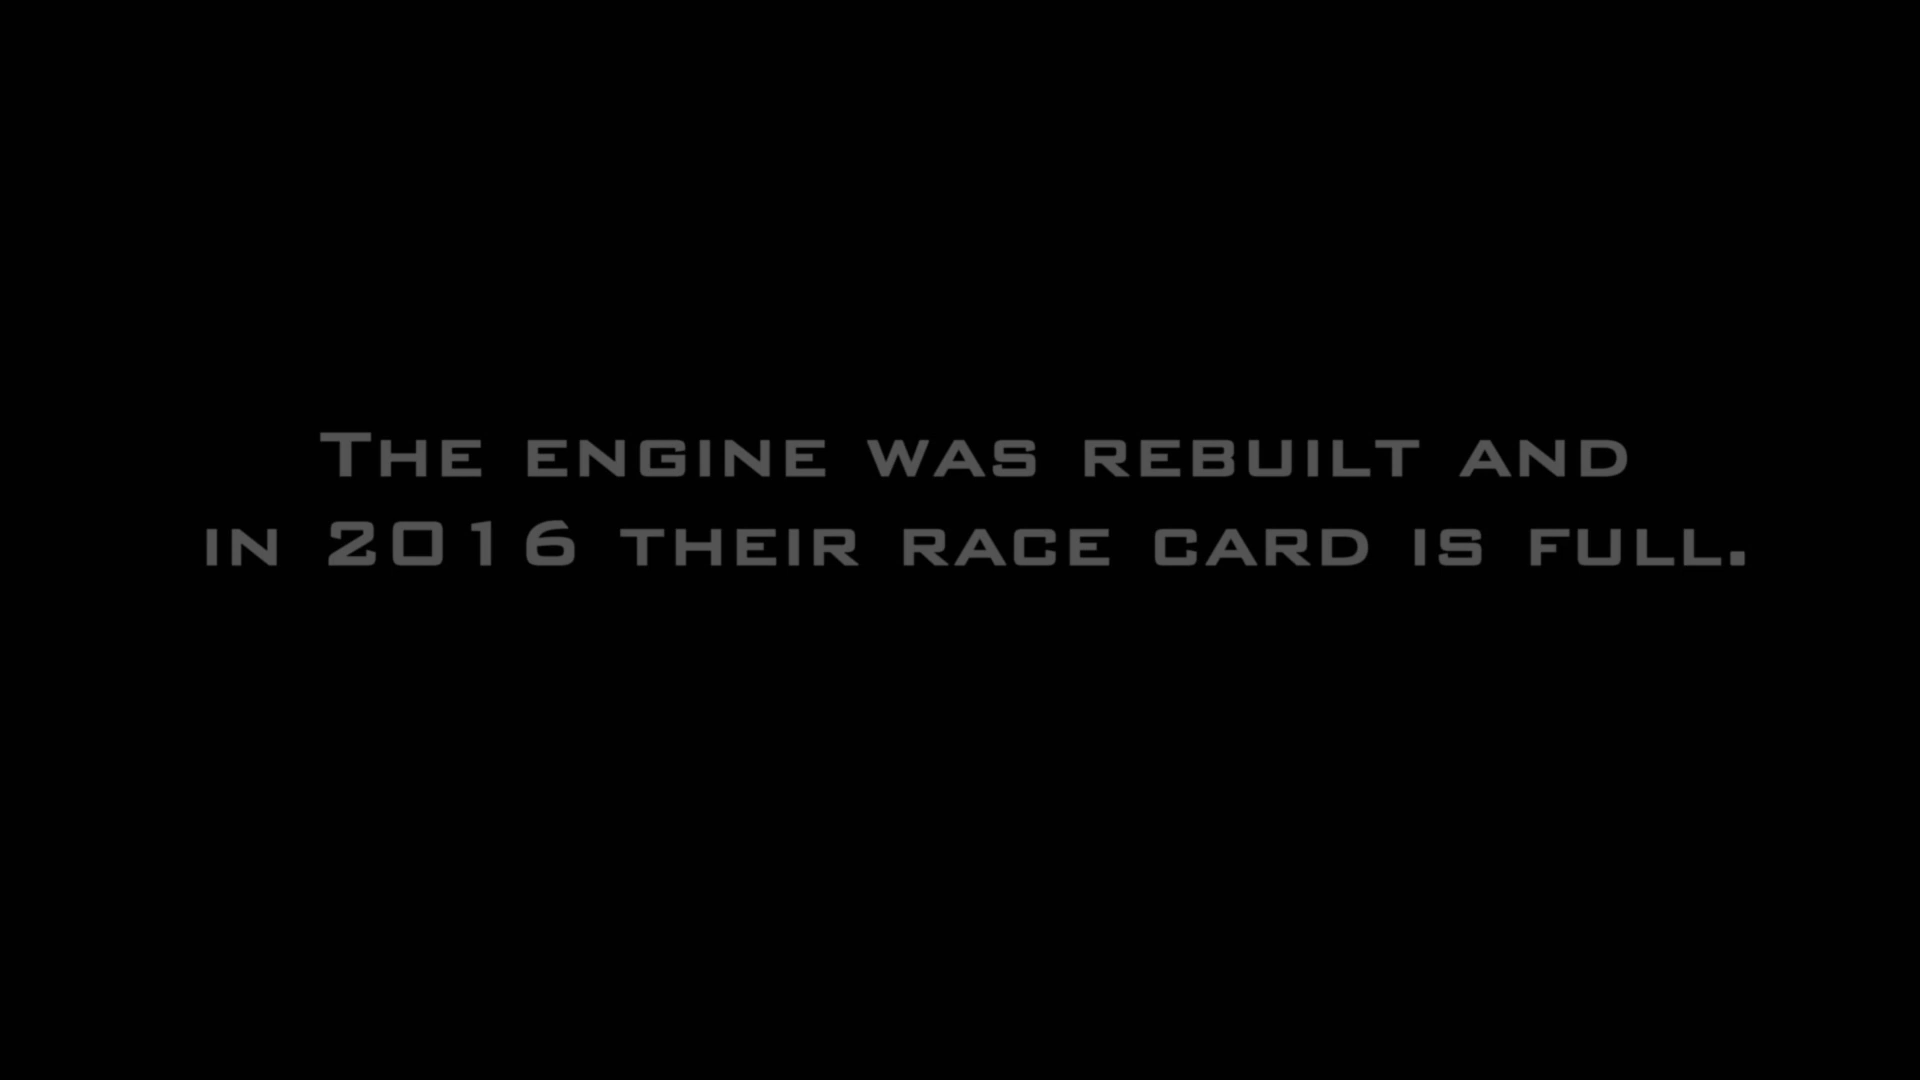 The engine was rebuilt and
in 2016 their race card is full.